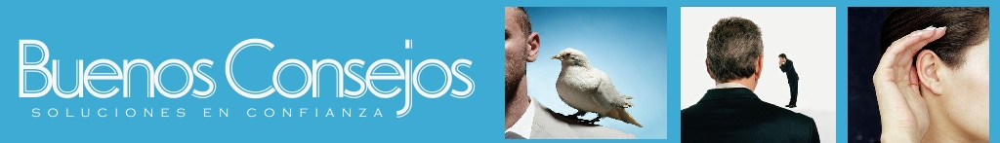 Buenos Consejos
SOLUCIONES EN CONFIANZA